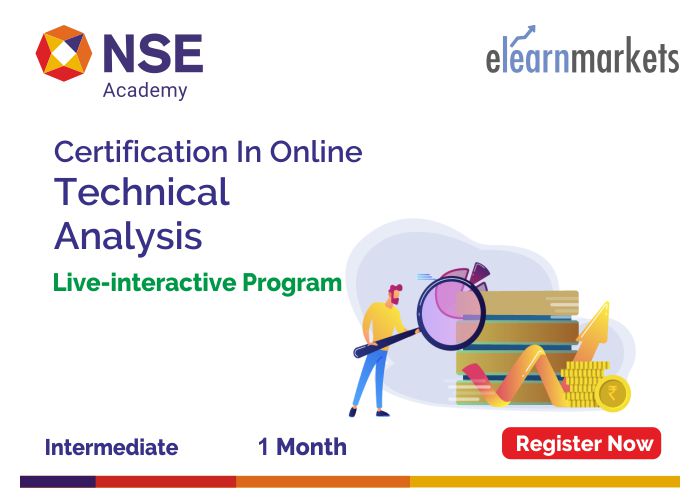 NSE
Academy
elearnmarkets
Certification In Online
Technical
Analysis
Live-interactive Program
₹
Intermediate
1 Month
Register Now